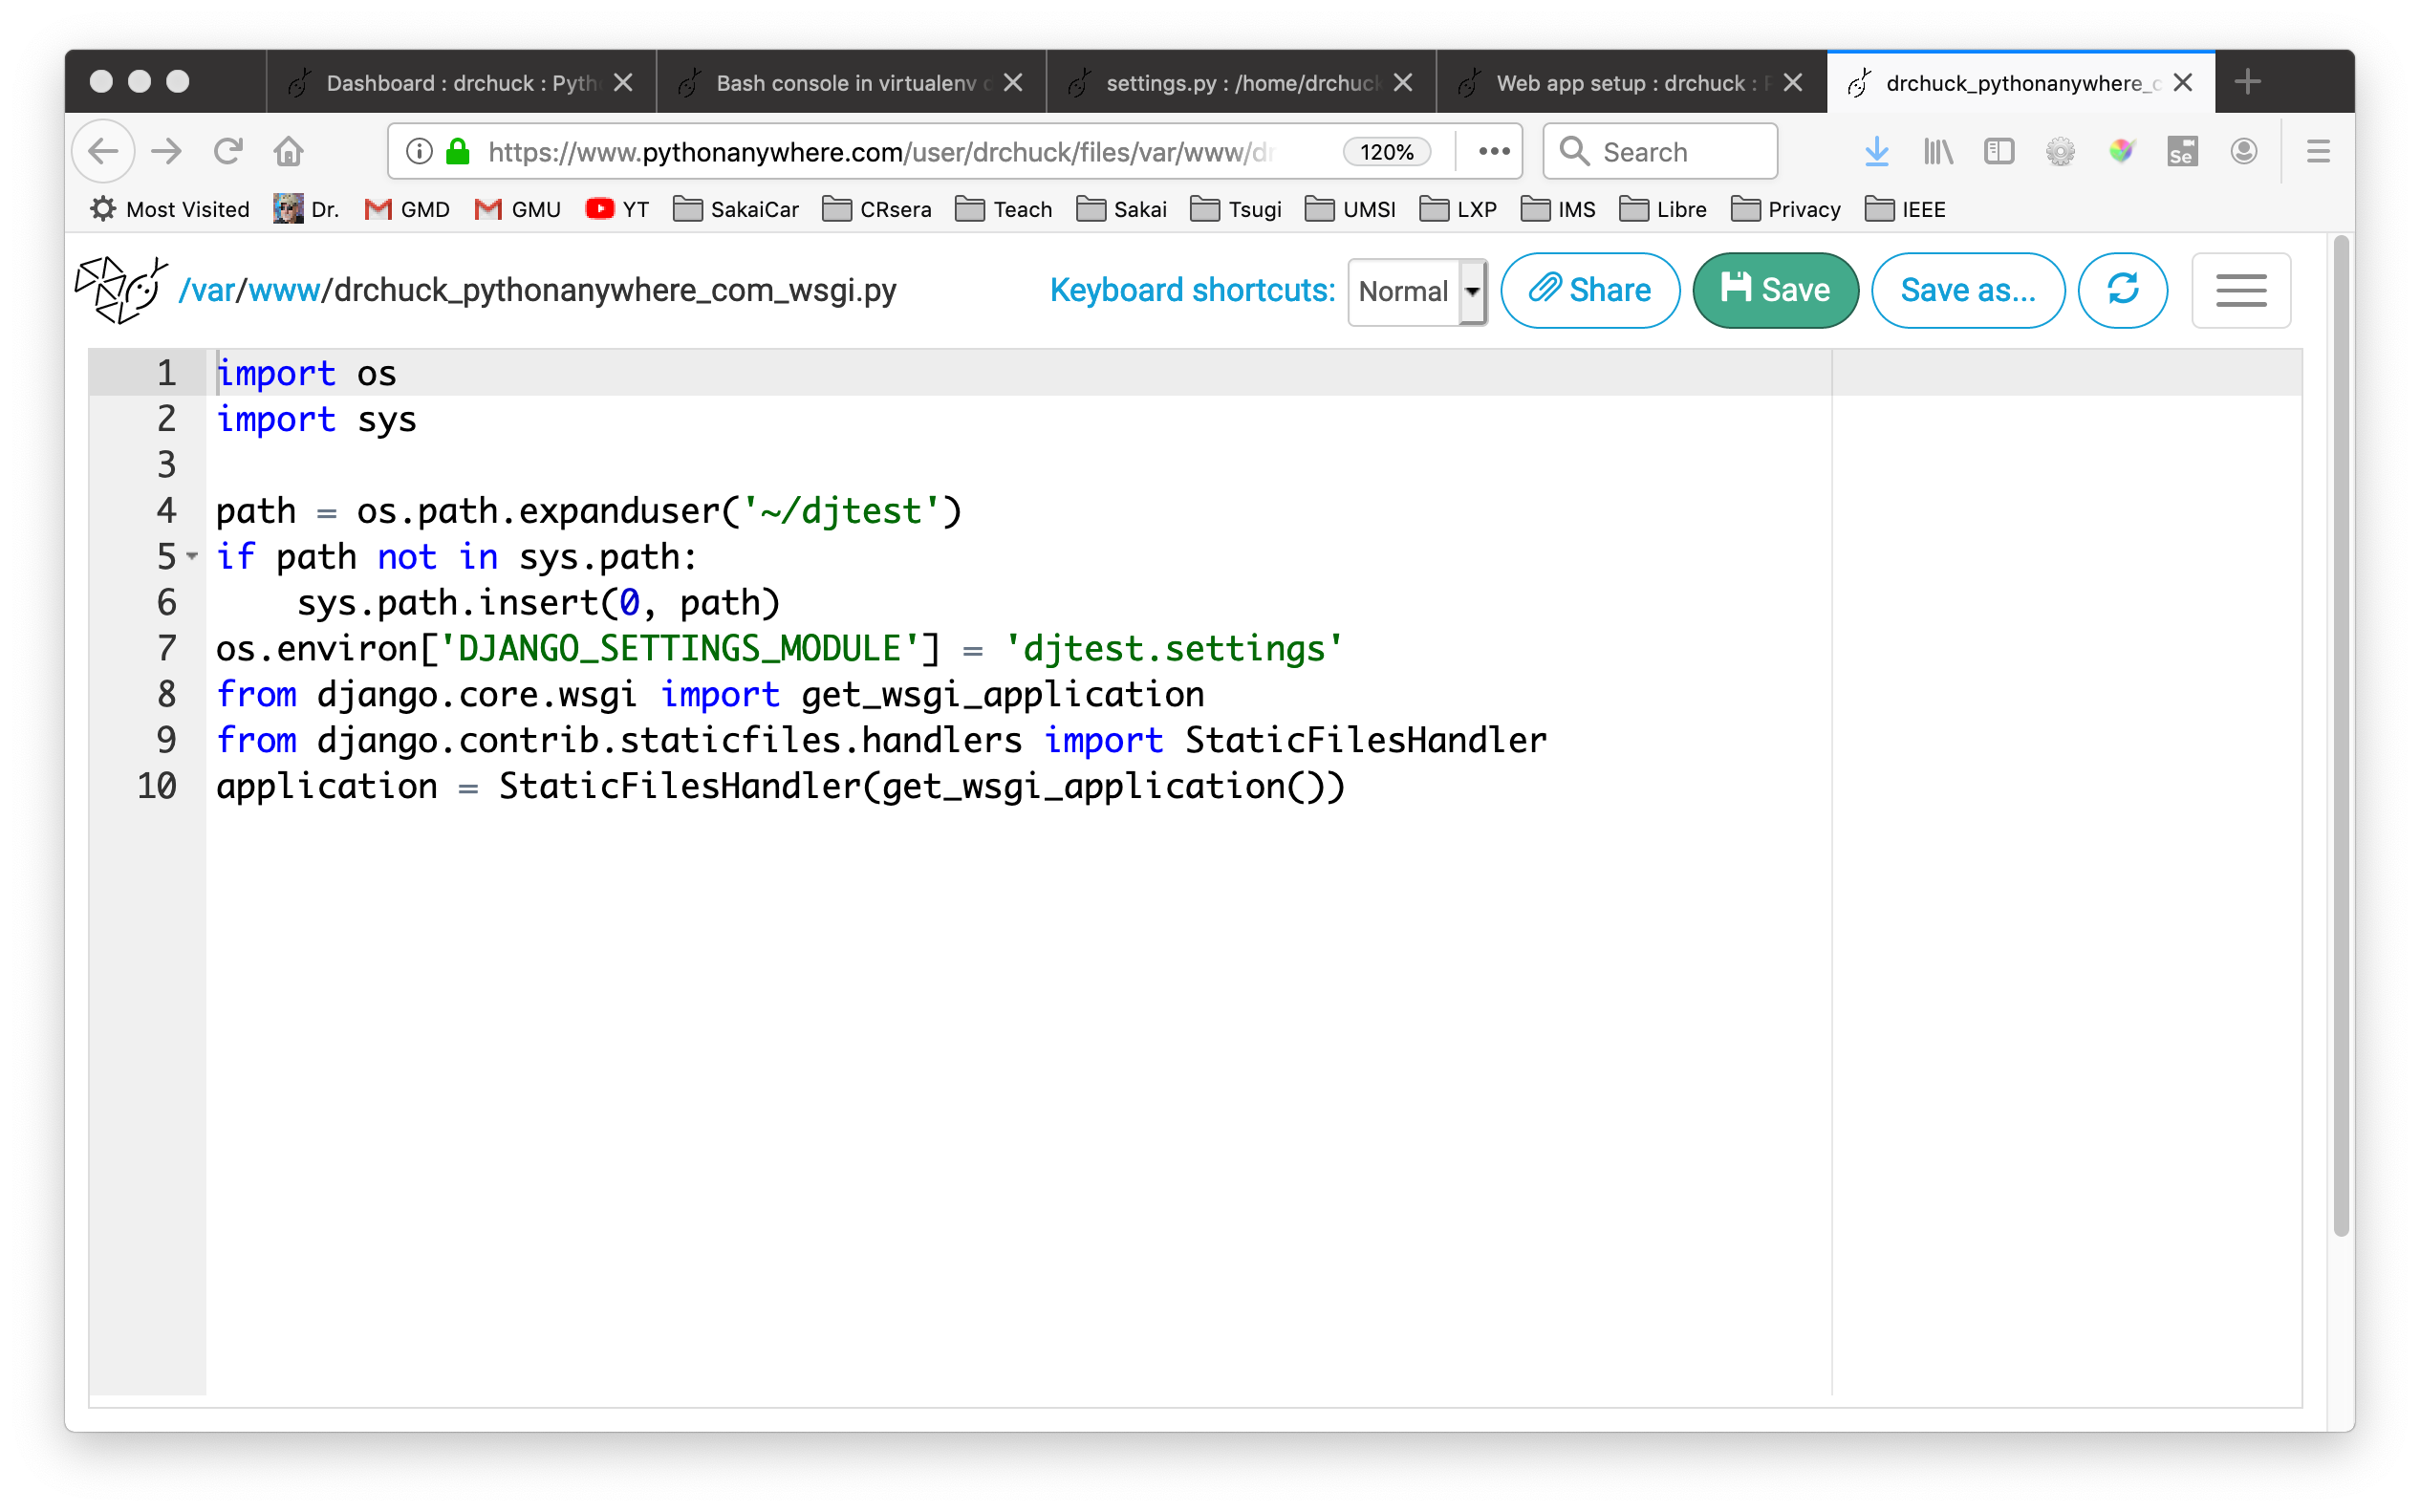 Dashboard : drchuck : Pyth
Bash console in virtualenv
settings.py : /home/drchuck
Web app setup : drchuck :
drchuck_pythonanywhere_c
https://www.pythonanywhere.com/user/drchuck/files/var/www/dr
120%
Search
Se
Most Visited
Dr.
GMD
GMU
YT
SakaiCar
CRsera
Teach
Sakai
Tsugi
UMSI
LXP
IMS
Libre
Privacy
IEEE
/var/www/drchuck_pythonanywhere_com_wsgi.py
Keyboard shortcuts:
Normal
Share
Save
Save as...
1 import os
2 import sys
3
4 path = os.path.expanduser('~/djtest')
5 if path not in sys.path:
6     sys.path.insert(0, path)
7 os.environ['DJANGO_SETTINGS_MODULE'] = 'djtest.settings'
8 from django.core.wsgi import get_wsgi_application
9 from django.contrib.staticfiles.handlers import StaticFilesHandler
10 application = StaticFilesHandler(get_wsgi_application())